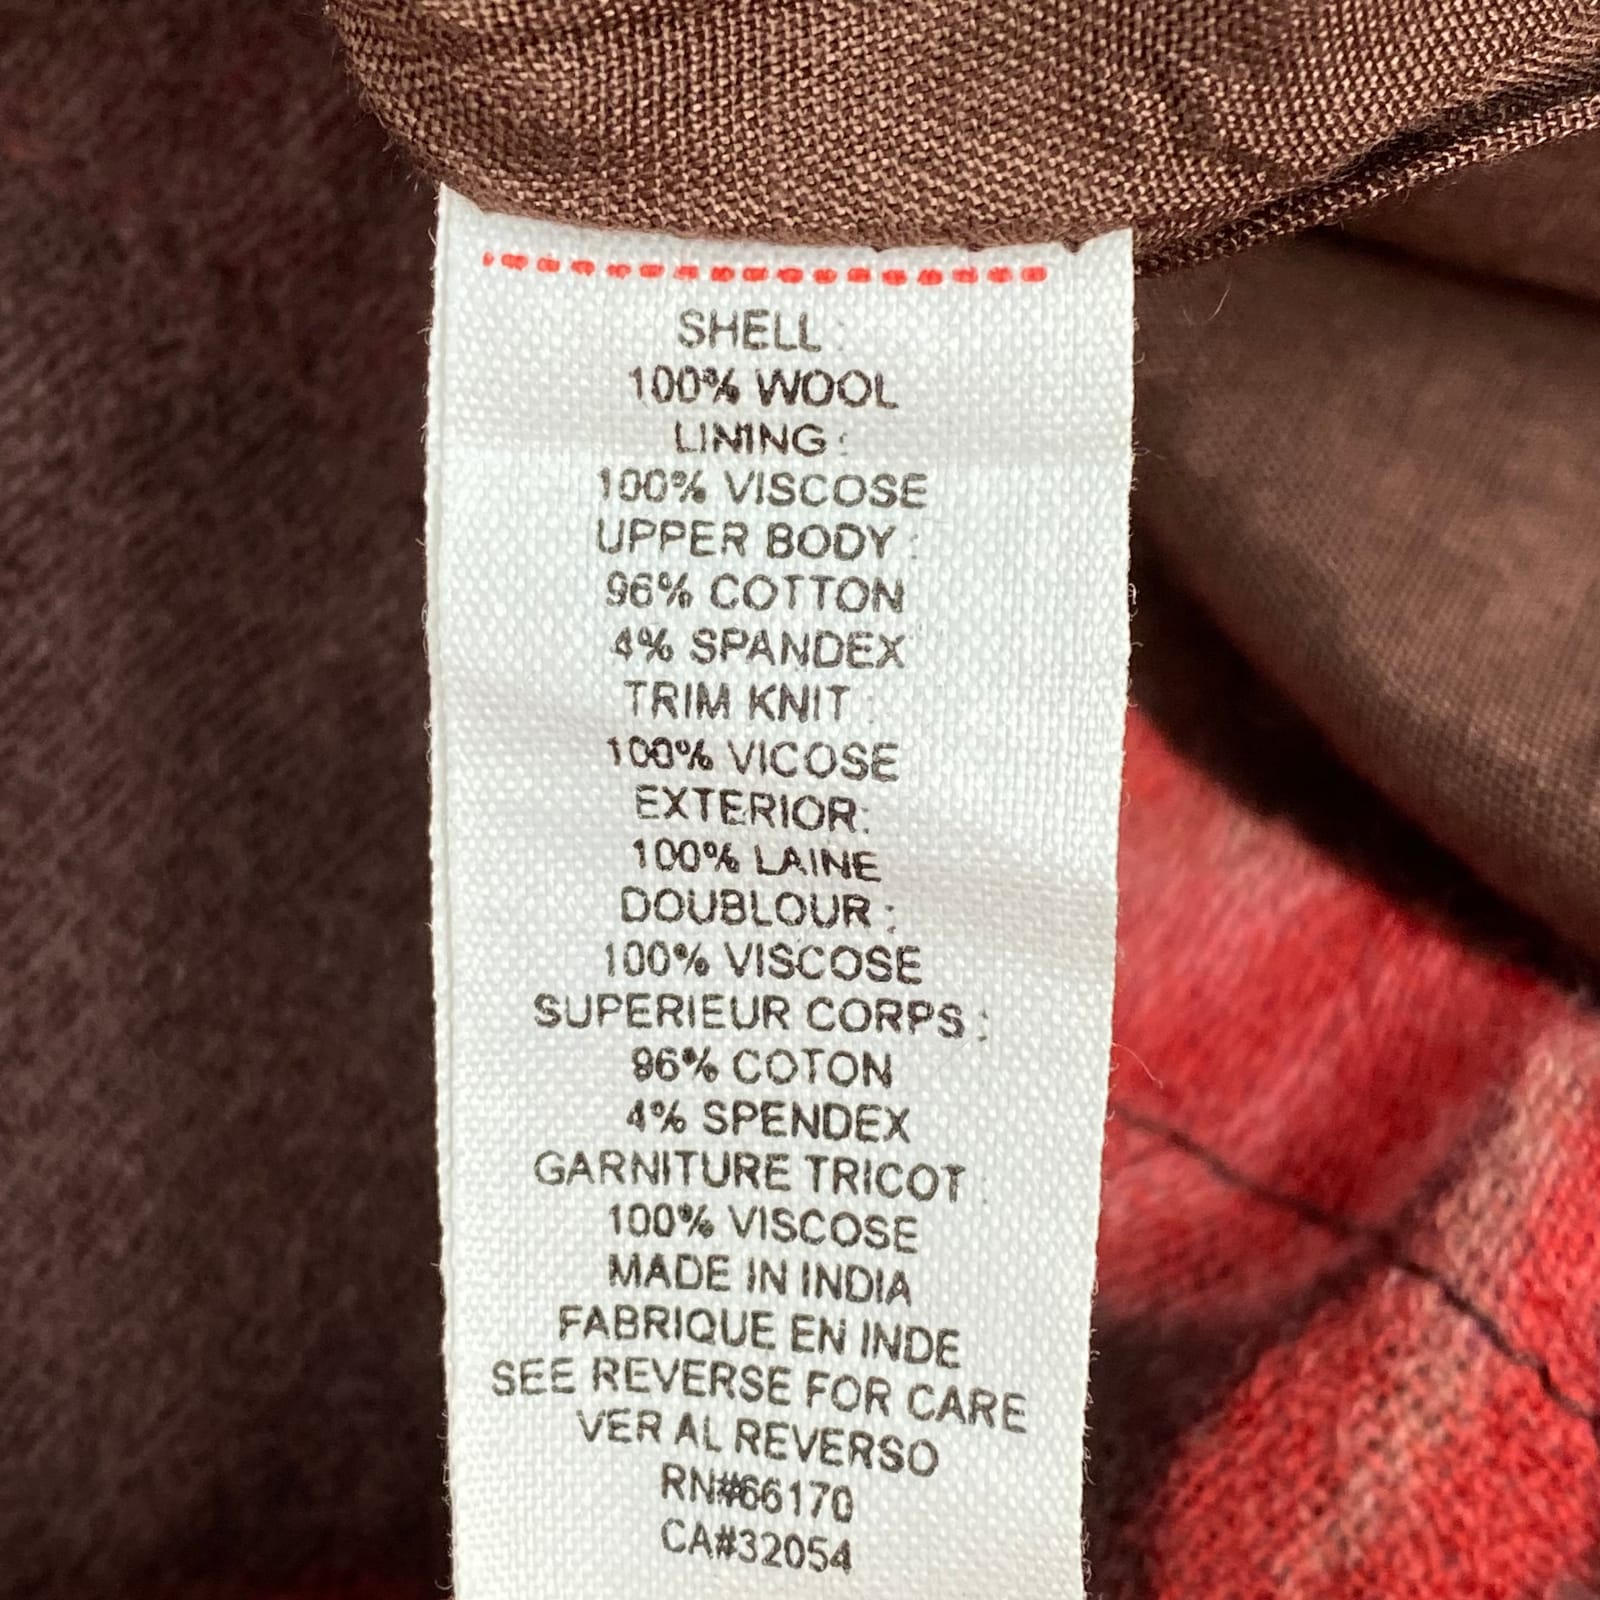 SHELL :
100% WOOL
LINING :
100% VISCOSE
UPPER BODY :
96% COTTON
4% SPANDEX
TRIM KNIT :
100% VICOSE
EXTERIOR:
100% LAINE
DOUBLOUR :
100% VISCOSE
SUPERIEUR CORPS :
96% COTON
4% SPENDEX
GARNITURE TRICOT :
100% VISCOSE
MADE IN INDIA
FABRIQUE EN INDE
SEE REVERSE FOR CARE
VER AL REVERSO
RN#66170
CA#32054